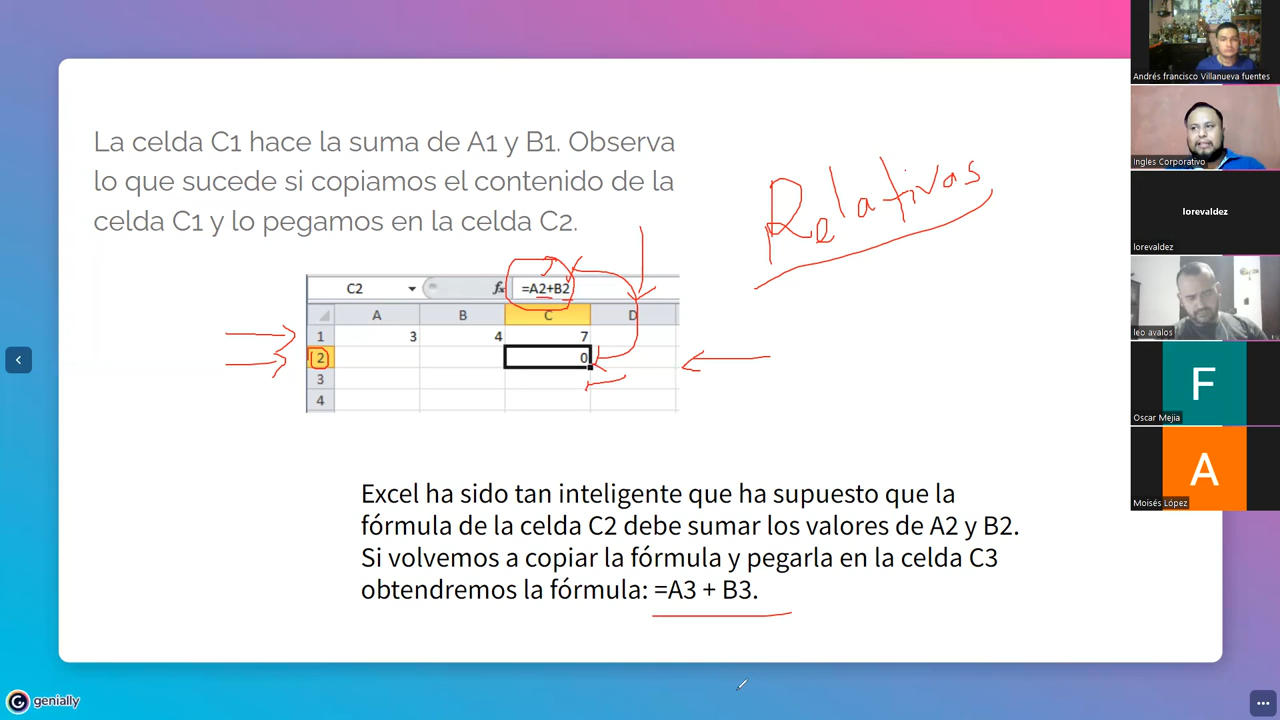 La celda C1 hace la suma de A1 y B1. Observa
lo que sucede si copiamos el contenido de la
celda C1 y lo pegamos en la celda C2.
Relativas
C2 fx =A2+B2
A B C D
1 3 4 7
2 0
3
4
Excel ha sido tan inteligente que ha supuesto que la
fórmula de la celda C2 debe sumar los valores de A2 y B2.
Si volvemos a copiar la fórmula y pegarla en la celda C3
obtendremos la fórmula: =A3 + B3.
genially
Andrés francisco Villanueva fuentes
Ingles Corporativo
lorevaldez
lorevaldez
leo avalos
F
Oscar Mejia
A
Moisés López